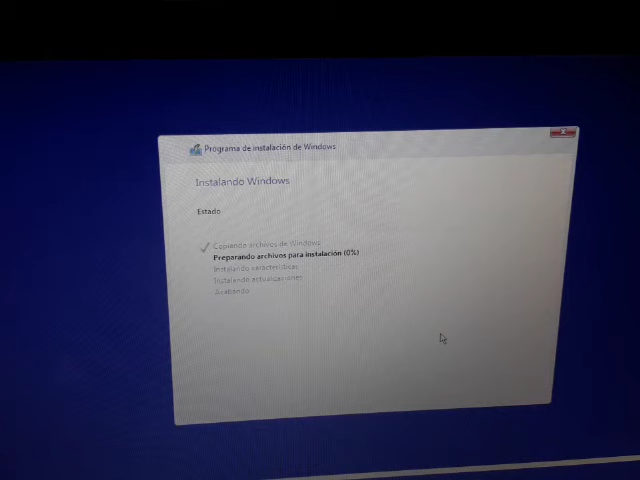 Programa de instalación de Windows
Instalando Windows
Estado
Copiando archivos de Windows
Preparando archivos para instalación (0%)
Instalando características
Instalando actualizaciones
Acabando